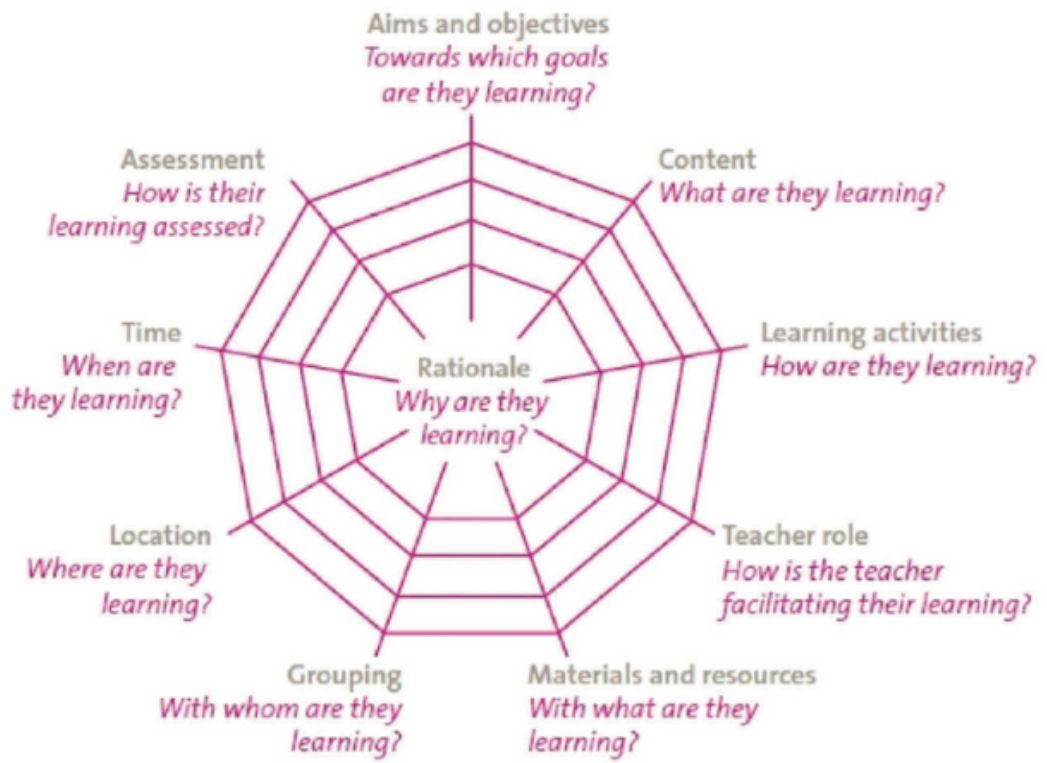 Aims and objectives
Towards which goals
are they learning?
Assessment
How is their
learning assessed?
Content
What are they learning?
Time
When are
they learning?
Rationale
Why are they
learning?
Learning activities
How are they learning?
Location
Where are they
learning?
Teacher role
How is the teacher
facilitating their learning?
Grouping
With whom are they
learning?
Materials and resources
With what are they
learning?